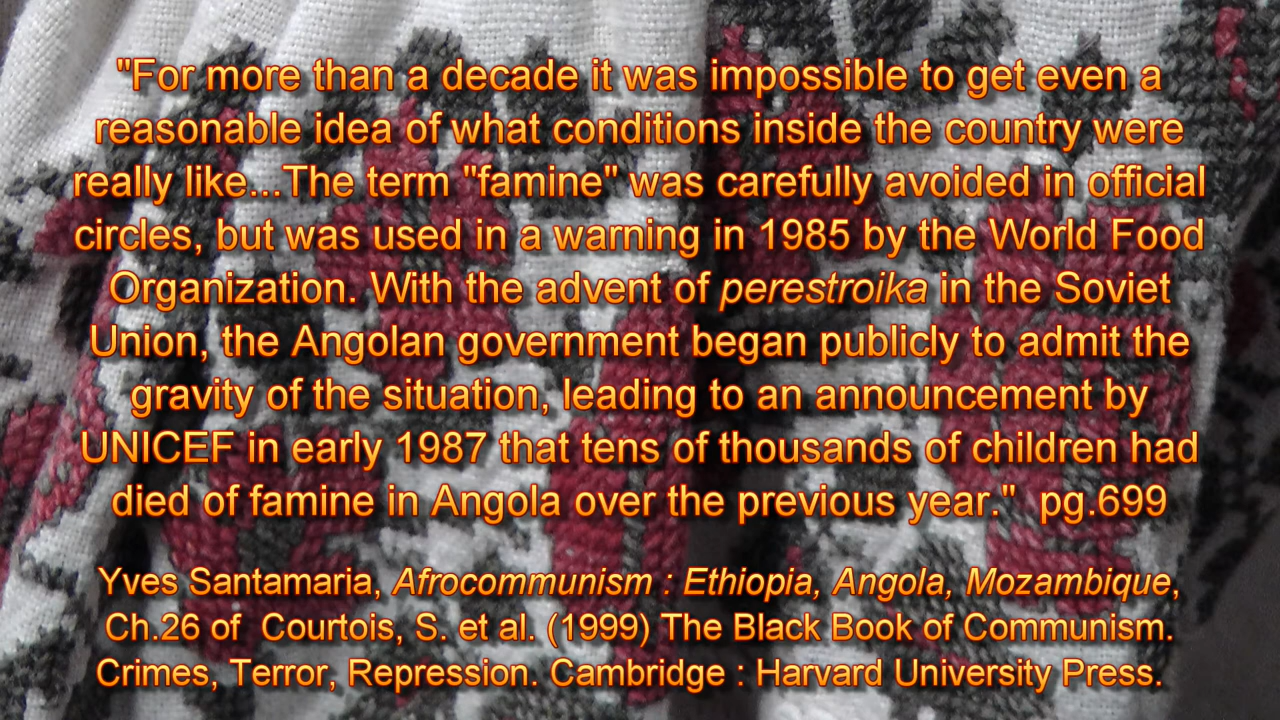 "For more than a decade it was impossible to get even a
reasonable idea of what conditions inside the country were
really like...The term "famine" was carefully avoided in official
circles, but was used in a warning in 1985 by the World Food
Organization. With the advent of perestroika in the Soviet
Union, the Angolan government began publicly to admit the
gravity of the situation, leading to an announcement by
UNICEF in early 1987 that tens of thousands of children had
died of famine in Angola over the previous year."  pg.699
Yves Santamaria, Afrocommunism : Ethiopia, Angola, Mozambique,
Ch.26 of  Courtois, S. et al. (1999) The Black Book of Communism.
Crimes, Terror, Repression. Cambridge : Harvard University Press.